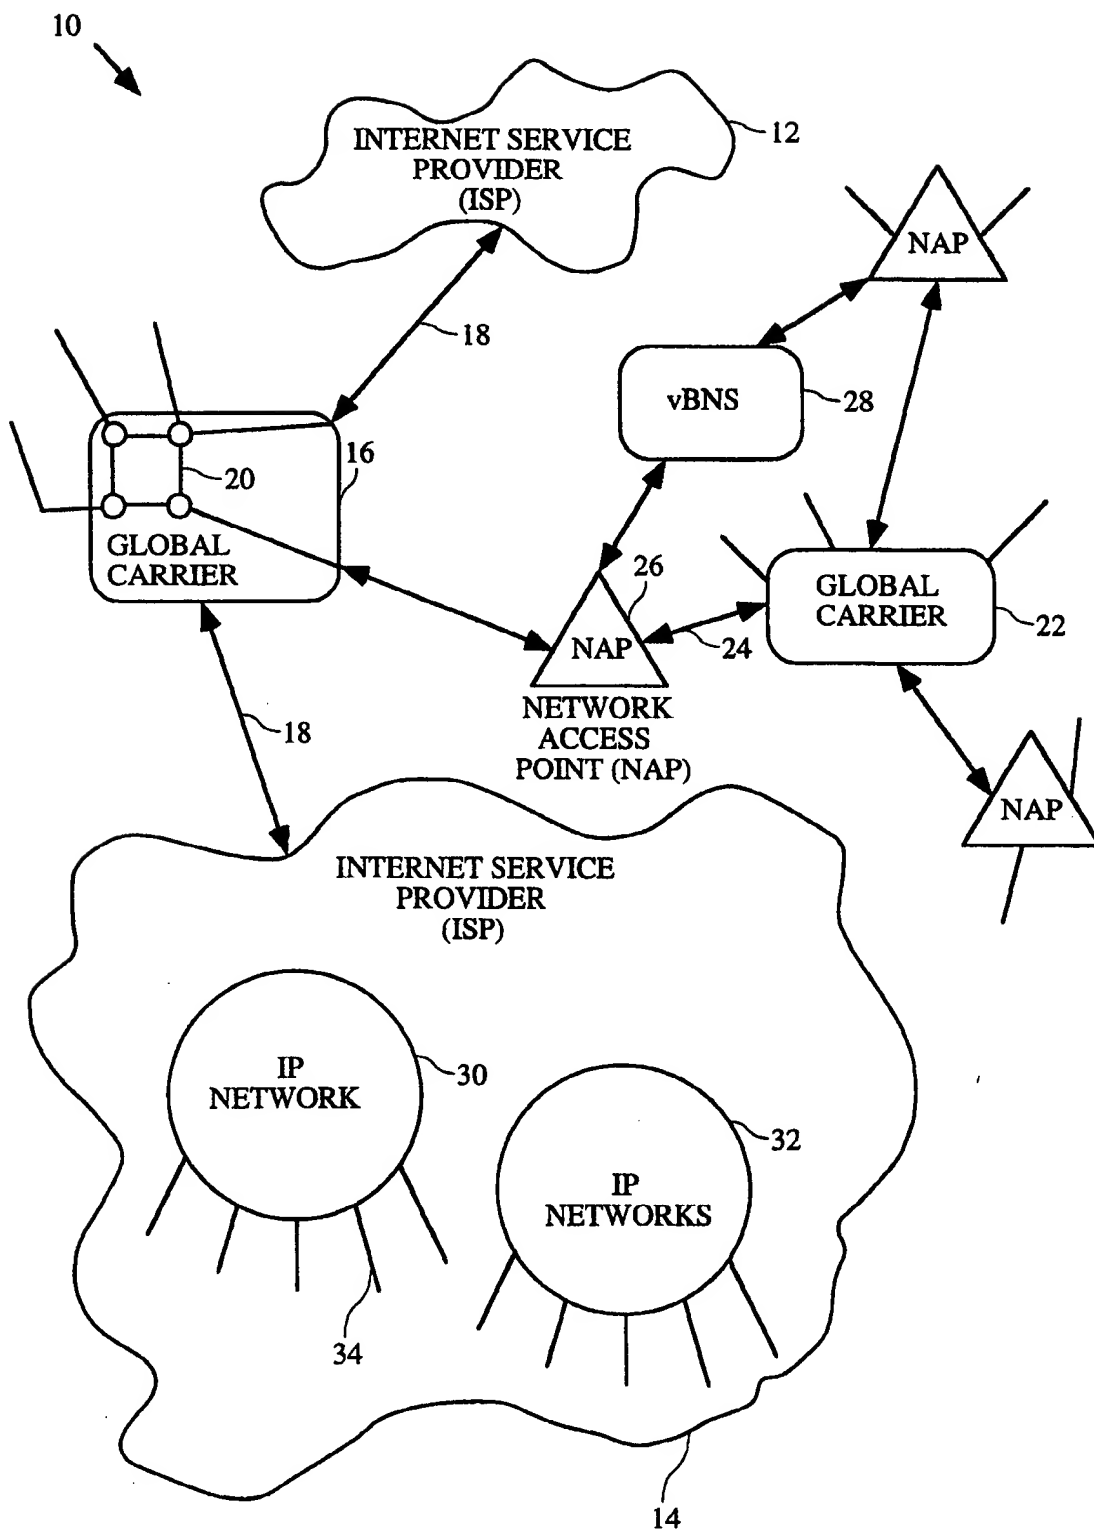 10
INTERNET SERVICE
PROVIDER
(ISP)
12
NAP
18
vBNS
28
20
16
GLOBAL
CARRIER
26
NAP
24
GLOBAL
CARRIER
22
NETWORK
ACCESS
POINT (NAP)
18
NAP
INTERNET SERVICE
PROVIDER
(ISP)
IP
NETWORK
30
32
IP
NETWORKS
34
14